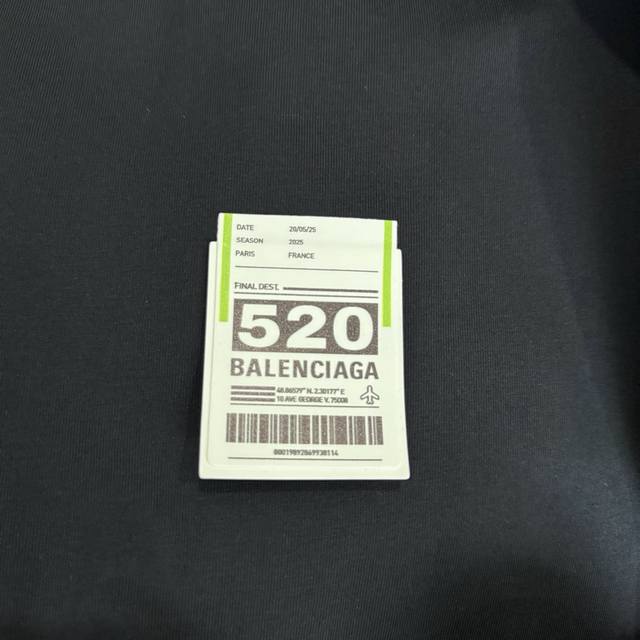 DATE 20/05/25
SEASON 2025
PARIS FRANCE
FINAL DEST.
520
BALENCIAGA
48.86579° N. 2.30177° E
10 AVE GEORGE V. 75008
0001989286993B114